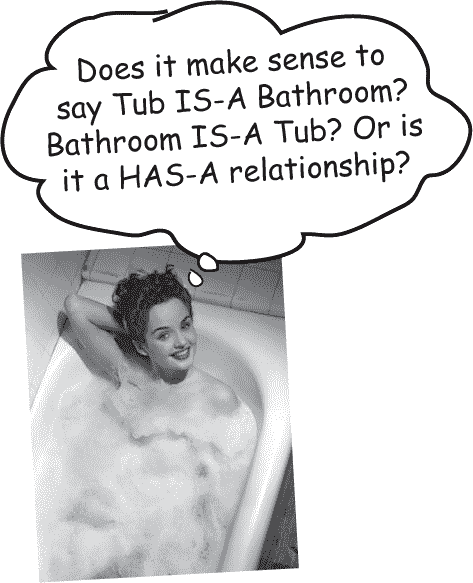 Does it make sense to
say Tub IS-A Bathroom?
Bathroom IS-A Tub? Or is
it a HAS-A relationship?